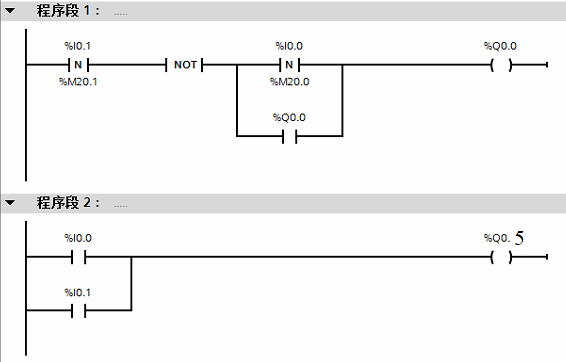 程序段 1： .....
%I0.1 %I0.0 %Q0.0
N NOT N
%M20.1 %M20.0
%Q0.0
程序段 2： .....
%I0.0 %Q0. 5
%I0.1